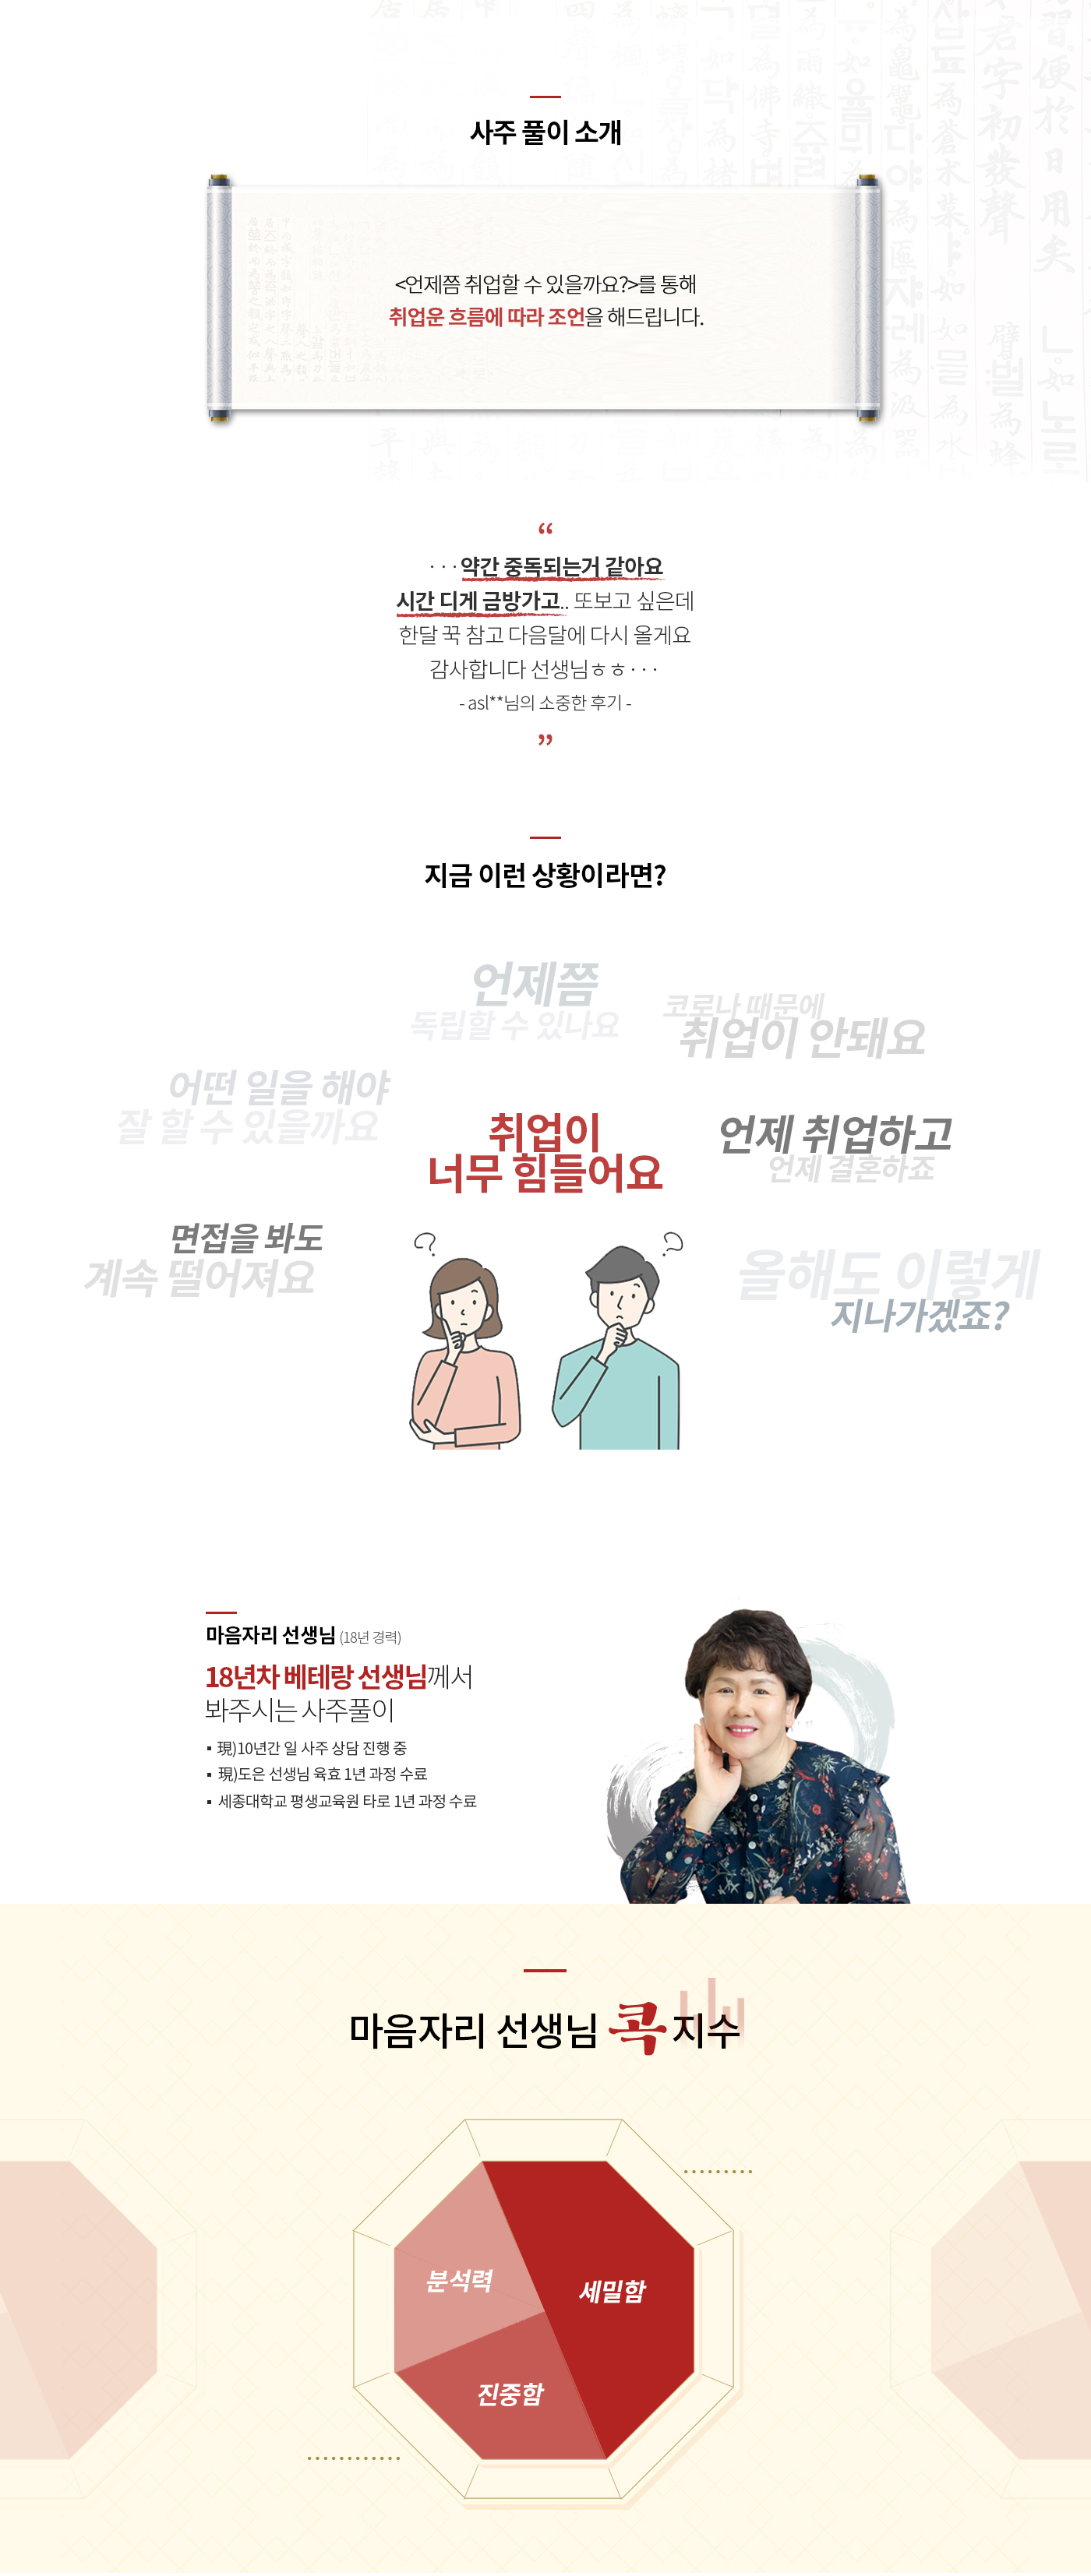 사주 풀이 소개
<언제쯤 취업할 수 있을까요?>를 통해
취업운 흐름에 따라 조언을 해드립니다.
“
· · · 약간 중독되는거 같아요
시간 디게 금방가고.. 또보고 싶은데
한달 꾹 참고 다음달에 다시 올게요
감사합니다 선생님ㅎㅎ · · ·
- asl**님의 소중한 후기 -
”
지금 이런 상황이라면?
언제쯤
독립할 수 있나요
코로나 때문에
취업이 안돼요
어떤 일을 해야
잘 할 수 있을까요
취업이
너무 힘들어요
언제 취업하고
언제 결혼하죠
면접을 봐도
계속 떨어져요
올해도 이렇게
지나가겠죠?
마음자리 선생님 (18년 경력)
18년차 베테랑 선생님께서
봐주시는 사주풀이
▪ 現)10년간 일 사주 상담 진행 중
▪ 現)도은 선생님 육효 1년 과정 수료
▪ 세종대학교 평생교육원 타로 1년 과정 수료
마음자리 선생님 콕 지수
분석력
세밀함
진중함